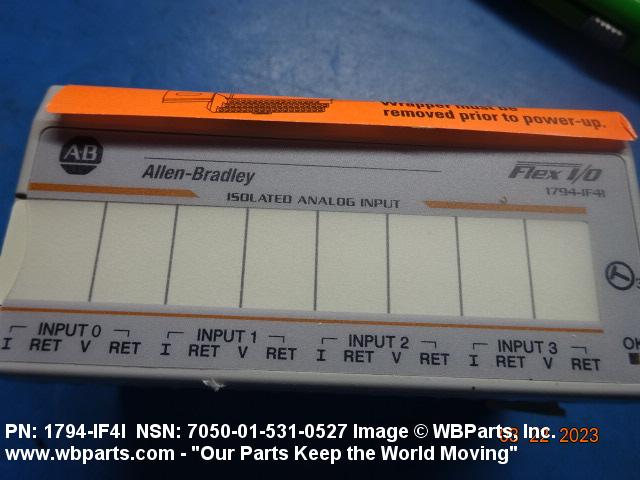 Wrapper must be
removed prior to power-up.
AB
Allen-Bradley
Flex I/O
1794-IF4I
ISOLATED ANALOG INPUT
3
INPUT 0 INPUT 1 INPUT 2 INPUT 3
I RET V RET I RET V RET I RET V RET I RET V RET
OK
PN: 1794-IF4I NSN: 7050-01-531-0527 Image © WBParts, Inc.
03 22 2023
www.wbparts.com - "Our Parts Keep the World Moving"